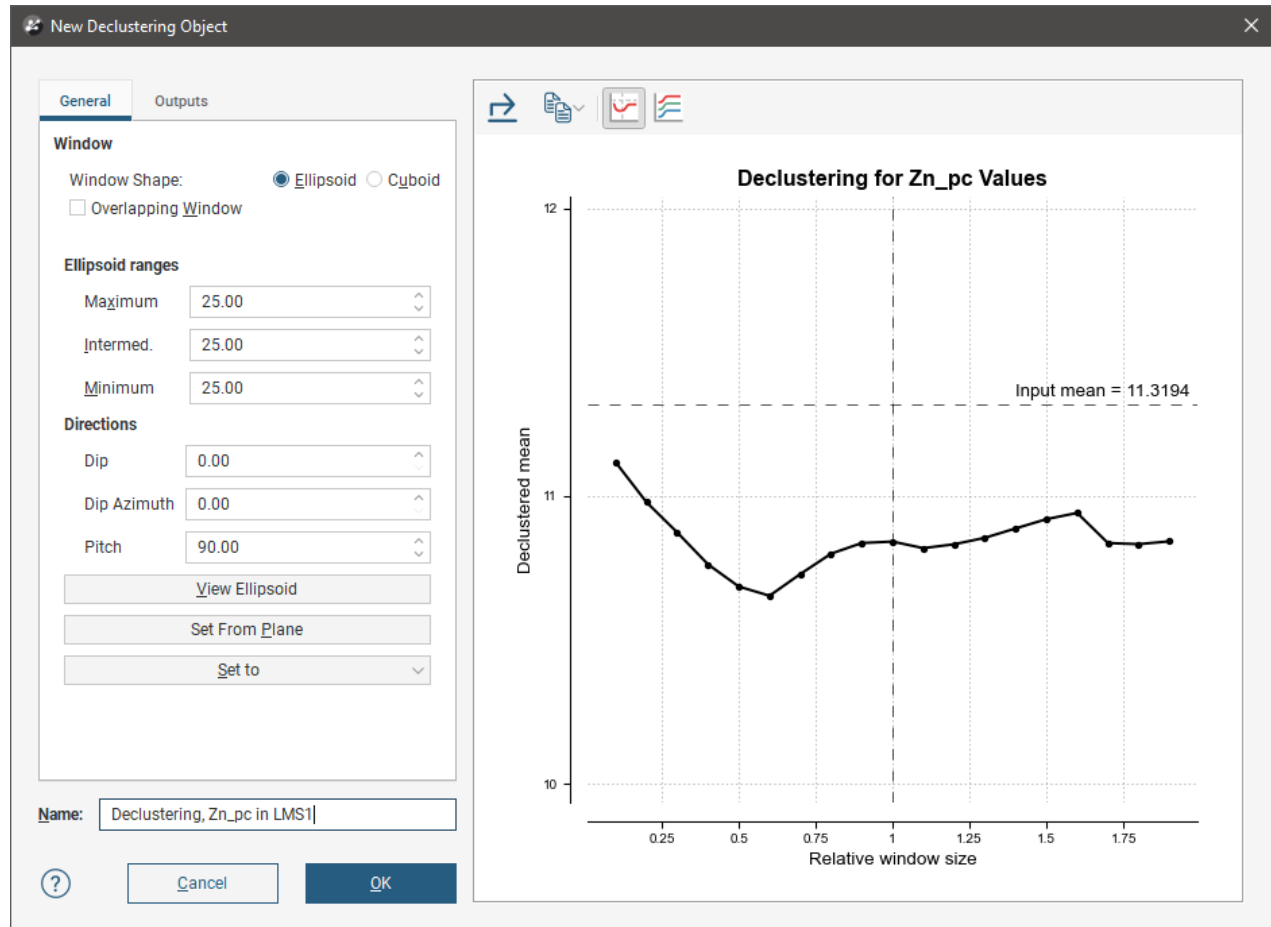 New Declustering Object
General Outputs
Window
Window Shape: Ellipsoid Cuboid
Overlapping Window
Ellipsoid ranges
Maximum 25.00
Intermed. 25.00
Minimum 25.00
Directions
Dip 0.00
Dip Azimuth 0.00
Pitch 90.00
View Ellipsoid
Set From Plane
Set to
Name: Declustering, Zn_pc in LMS1
? Cancel OK
Declustering for Zn_pc Values
12
Input mean = 11.3194
11
10
Declustered mean
0.25 0.5 0.75 1 1.25 1.5 1.75
Relative window size